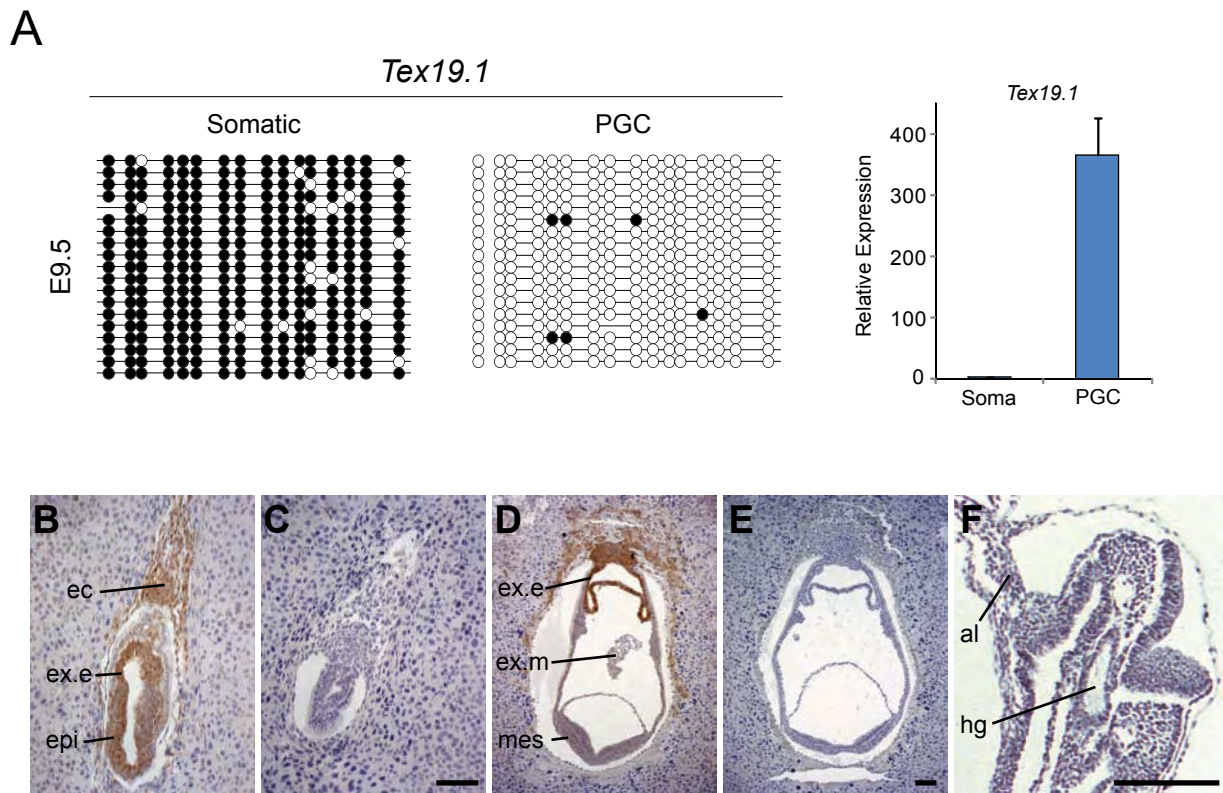 A
Tex19.1
Somatic
PGC
E9.5
Tex19.1
Relative Expression
400
300
200
100
0
Soma
PGC
B
ec
ex.e
epi
C
D
ex.e
ex.m
mes
E
F
al
hg